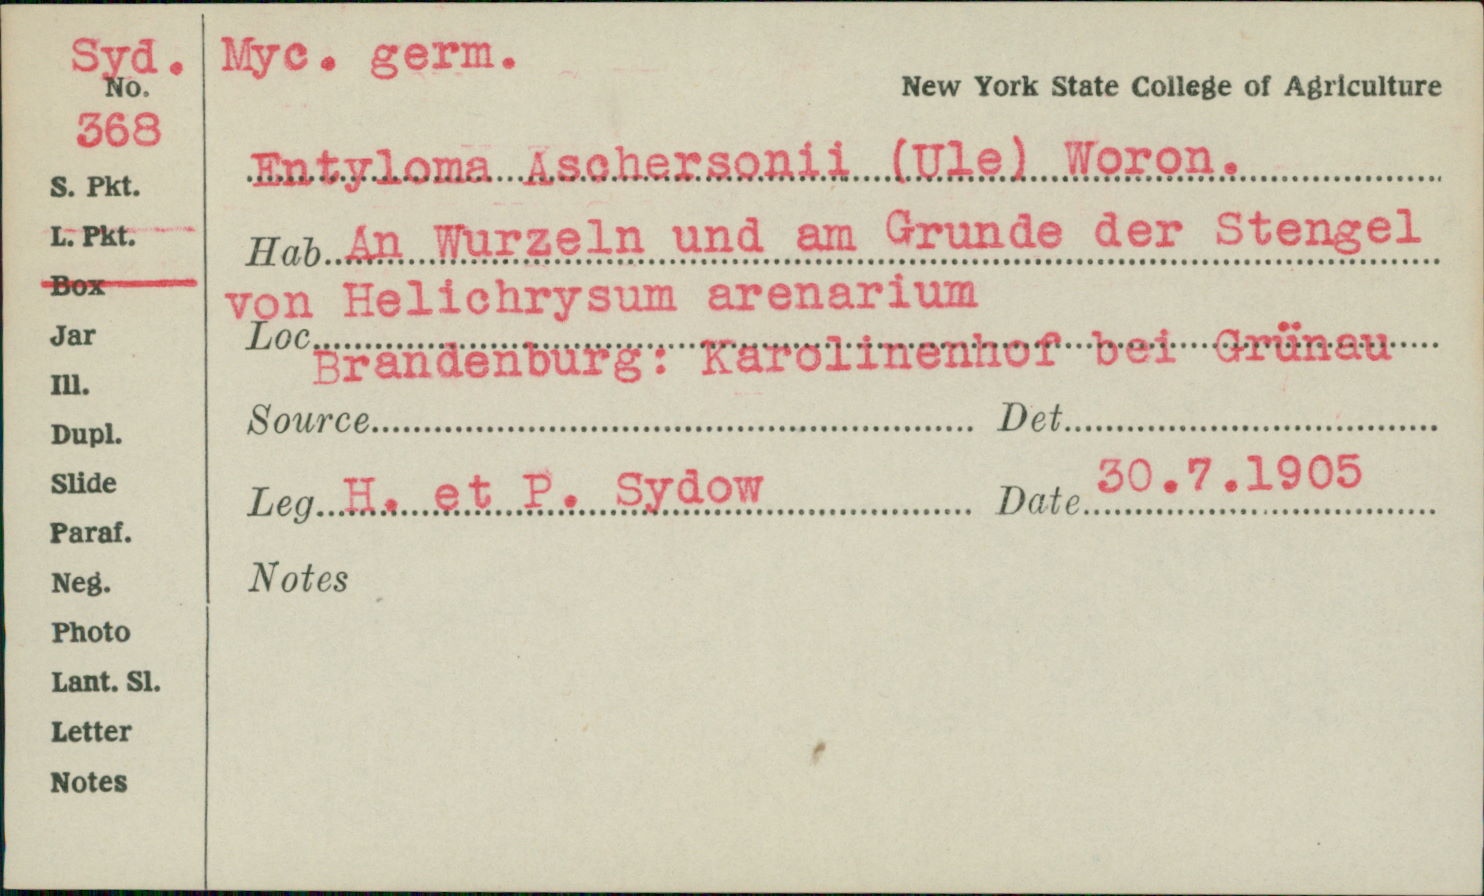 Syd. Myc. germ.
No.
New York State College of Agriculture
368
Entyloma Aschersonii (Ule) Woron.
S. Pkt.
L. Pkt.
Hab. An Wurzeln und am Grunde der Stengel
Box
von Helichrysum arenarium
Jar
Loc.
Brandenburg: Karolinenhof bei Grünau
Ill.
Dupl.
Source
Det.
Slide
Leg. H. et P. Sydow
Date 30.7.1905
Paraf.
Neg.
Notes
Photo
Lant. Sl.
Letter
Notes